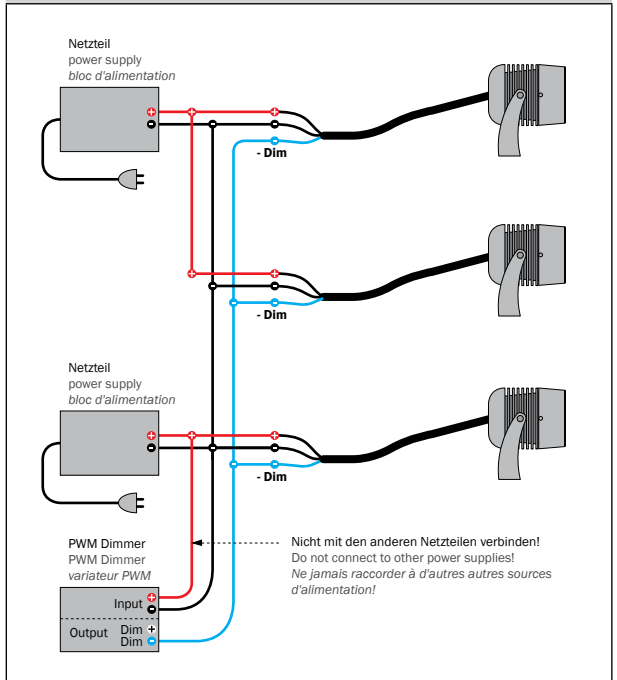 Netzteil
power supply
bloc d'alimentation
- Dim
- Dim
Netzteil
power supply
bloc d'alimentation
- Dim
PWM Dimmer
PWM Dimmer
variateur PWM
Nicht mit den anderen Netzteilen verbinden!
Do not connect to other power supplies!
Ne jamais raccorder à d'autres autres sources
d'alimentation!
Input
Output Dim
Dim